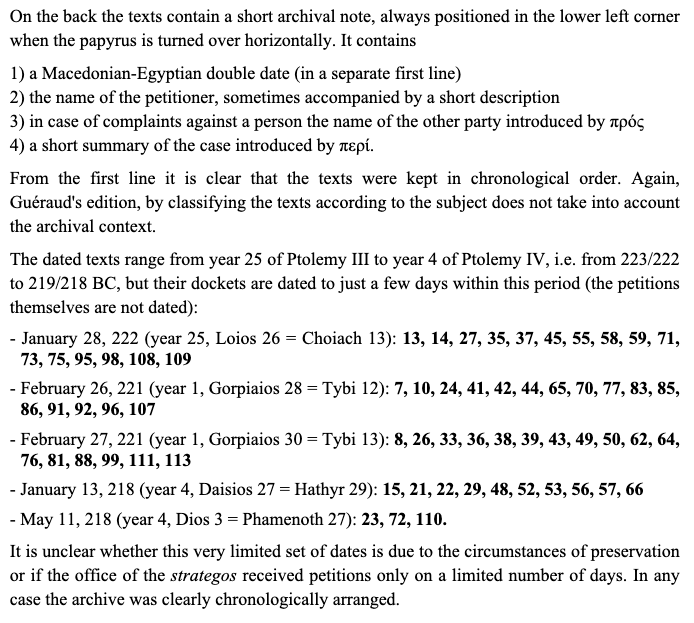 On the back the texts contain a short archival note, always positioned in the lower left corner
when the papyrus is turned over horizontally. It contains
1) a Macedonian-Egyptian double date (in a separate first line)
2) the name of the petitioner, sometimes accompanied by a short description
3) in case of complaints against a person the name of the other party introduced by πρός
4) a short summary of the case introduced by περί.
From the first line it is clear that the texts were kept in chronological order. Again,
Guéraud's edition, by classifying the texts according to the subject does not take into account
the archival context.
The dated texts range from year 25 of Ptolemy III to year 4 of Ptolemy IV, i.e. from 223/222
to 219/218 BC, but their dockets are dated to just a few days within this period (the petitions
themselves are not dated):
- January 28, 222 (year 25, Loios 26 = Choiach 13): 13, 14, 27, 35, 37, 45, 55, 58, 59, 71,
73, 75, 95, 98, 108, 109
- February 26, 221 (year 1, Gorpiaios 28 = Tybi 12): 7, 10, 24, 41, 42, 44, 65, 70, 77, 83, 85,
86, 91, 92, 96, 107
- February 27, 221 (year 1, Gorpiaios 30 = Tybi 13): 8, 26, 33, 36, 38, 39, 43, 49, 50, 62, 64,
76, 81, 88, 99, 111, 113
- January 13, 218 (year 4, Daisios 27 = Hathyr 29): 15, 21, 22, 29, 48, 52, 53, 56, 57, 66
- May 11, 218 (year 4, Dios 3 = Phamenoth 27): 23, 72, 110.
It is unclear whether this very limited set of dates is due to the circumstances of preservation
or if the office of the strategos received petitions only on a limited number of days. In any
case the archive was clearly chronologically arranged.